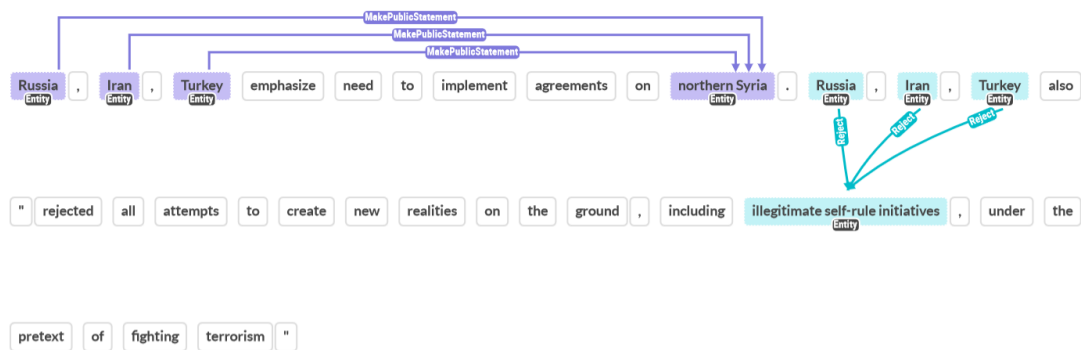 MakePublicStatement
MakePublicStatement
MakePublicStatement
Russia , Iran , Turkey emphasize need to implement agreements on northern Syria . Russia , Iran , Turkey also
Entity Entity Entity Entity Entity Entity Entity
Reject Reject Reject
" rejected all attempts to create new realities on the ground , including illegitimate self-rule initiatives , under the
Entity
pretext of fighting terrorism "